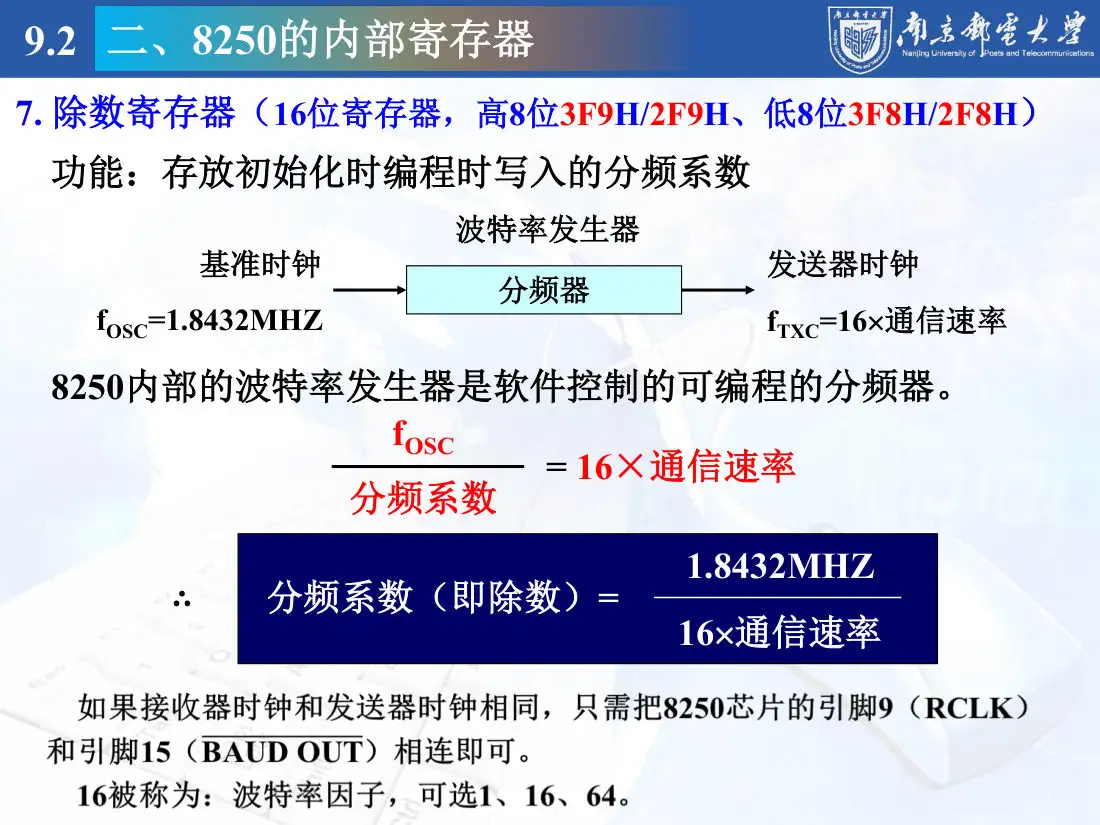 9.2 二、8250的内部寄存器
南京邮电大学
Nanjing University of Posts and Telecommunications
7. 除数寄存器（16位寄存器，高8位3F9H/2F9H、低8位3F8H/2F8H）
功能：存放初始化时编程时写入的分频系数
波特率发生器
基准时钟
分频器
发送器时钟
fOSC=1.8432MHZ
fTXC=16×通信速率
8250内部的波特率发生器是软件控制的可编程的分频器。
fOSC
分频系数
= 16×通信速率
∴
分频系数（即除数）=
1.8432MHZ
16×通信速率
如果接收器时钟和发送器时钟相同，只需把8250芯片的引脚9（RCLK）
和引脚15（BAUD OUT）相连即可。
16被称为：波特率因子，可选1、16、64。